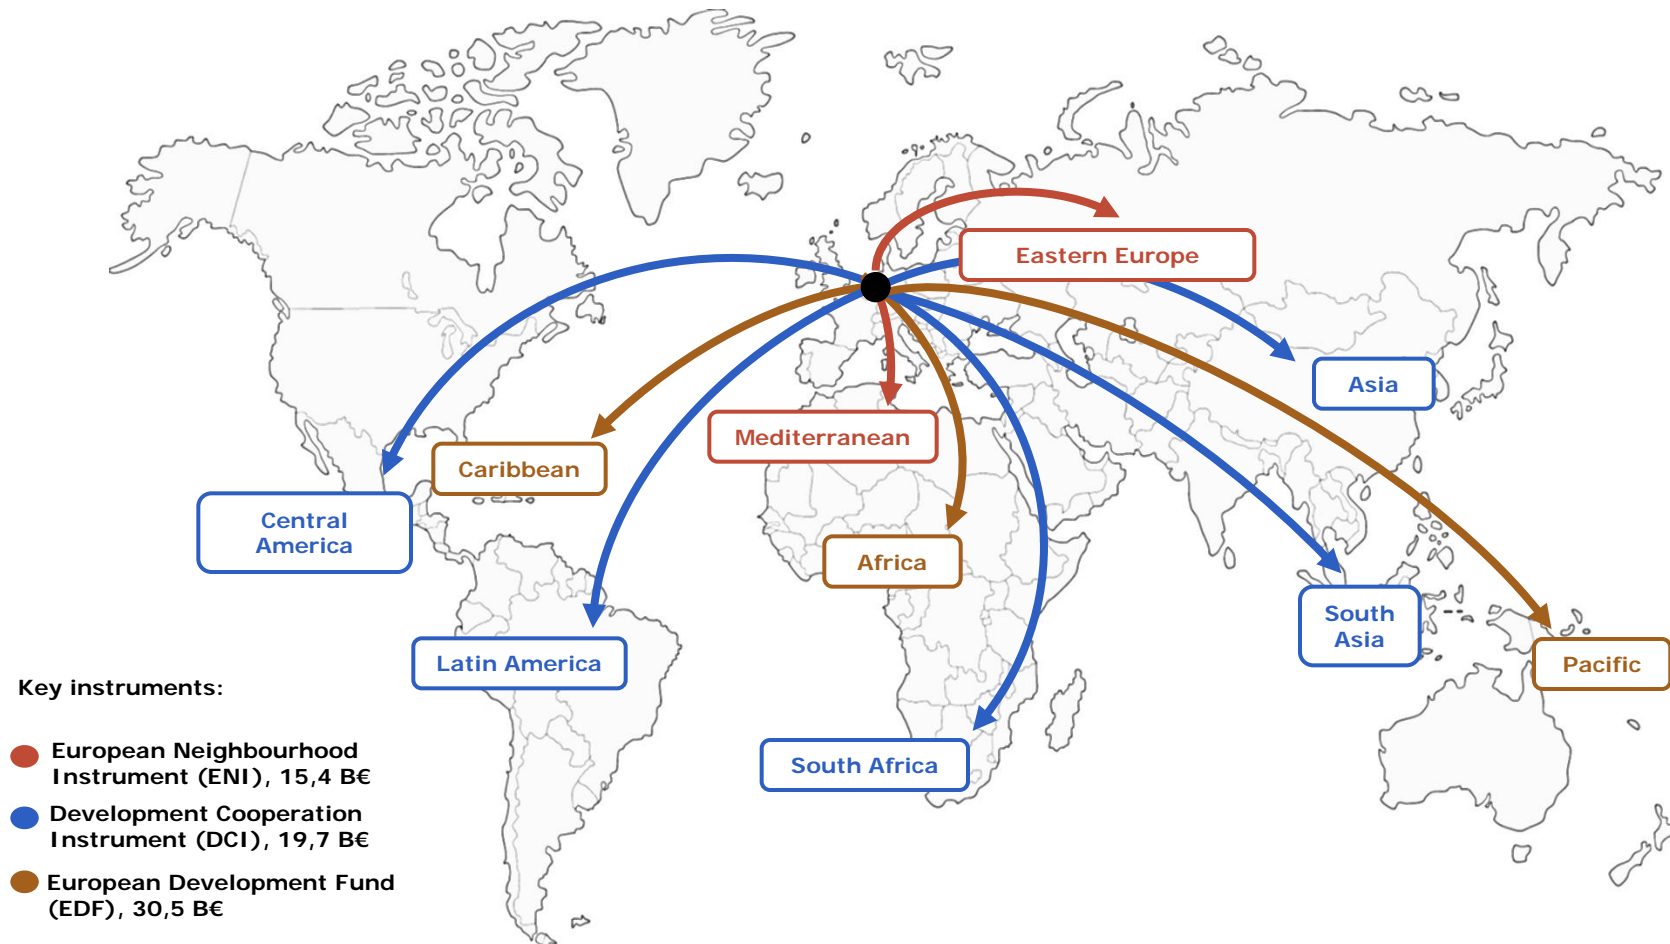 Eastern Europe
Asia
Mediterranean
Caribbean
Central
America
Africa
South
Asia
Latin America
Pacific
South Africa
Key instruments:
European Neighbourhood
Instrument (ENI), 15,4 B€
Development Cooperation
Instrument (DCI), 19,7 B€
European Development Fund
(EDF), 30,5 B€